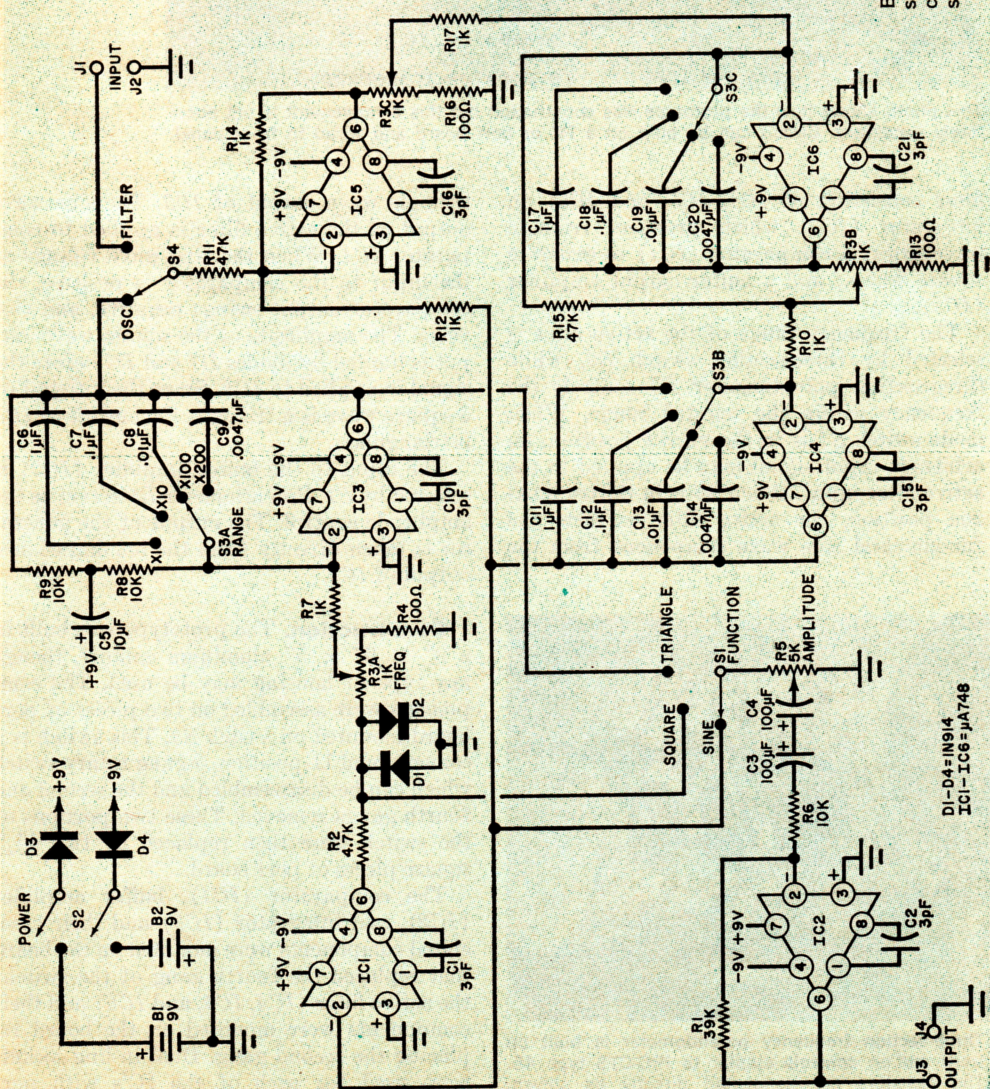 POWER
S2
D3
+9V
D4
-9V
B1
9V
B2
9V
+
+
J1
INPUT
J2
FILTER
OSC
S4
R11
47K
R14
1K
+9V
-9V
7
4
2
-
IC5
6
3
+
1
8
C16
3pF
R3C
1K
R16
100Ω
R17
1K
R12
1K
C6
1µF
C7
.1µF
C8
.01µF
C9
.0047µF
X1
X10
X100
X200
S3A
RANGE
R9
10K
R8
10K
+9V
+
C5
10µF
R7
1K
+9V
-9V
7
4
2
-
IC3
6
3
+
1
8
C10
3pF
R3A
1K
FREQ
R4
100Ω
D2
D1
R2
4.7K
+9V
-9V
7
4
2
-
IC1
6
3
+
1
8
C1
3pF
C17
1µF
C18
.1µF
C19
.01µF
C20
.0047µF
S3C
2
-
-9V
4
+9V
7
IC6
3
+
6
1
8
C21
3pF
R3B
1K
R13
100Ω
R15
47K
R10
1K
C11
1µF
C12
.1µF
C13
.01µF
C14
.0047µF
S3B
2
-
-9V
4
+9V
7
IC4
3
+
6
8
C15
3pF
1
TRIANGLE
SQUARE
SINE
S1
FUNCTION
R5
5K
AMPLITUDE
C4
100µF
+
C3
100µF
+
R6
10K
R1
39K
-9V
+9V
4
7
2
-
IC2
3
+
6
1
8
C2
3pF
J3
J4
OUTPUT
D1-D4=1N914
IC1-IC6=µA748